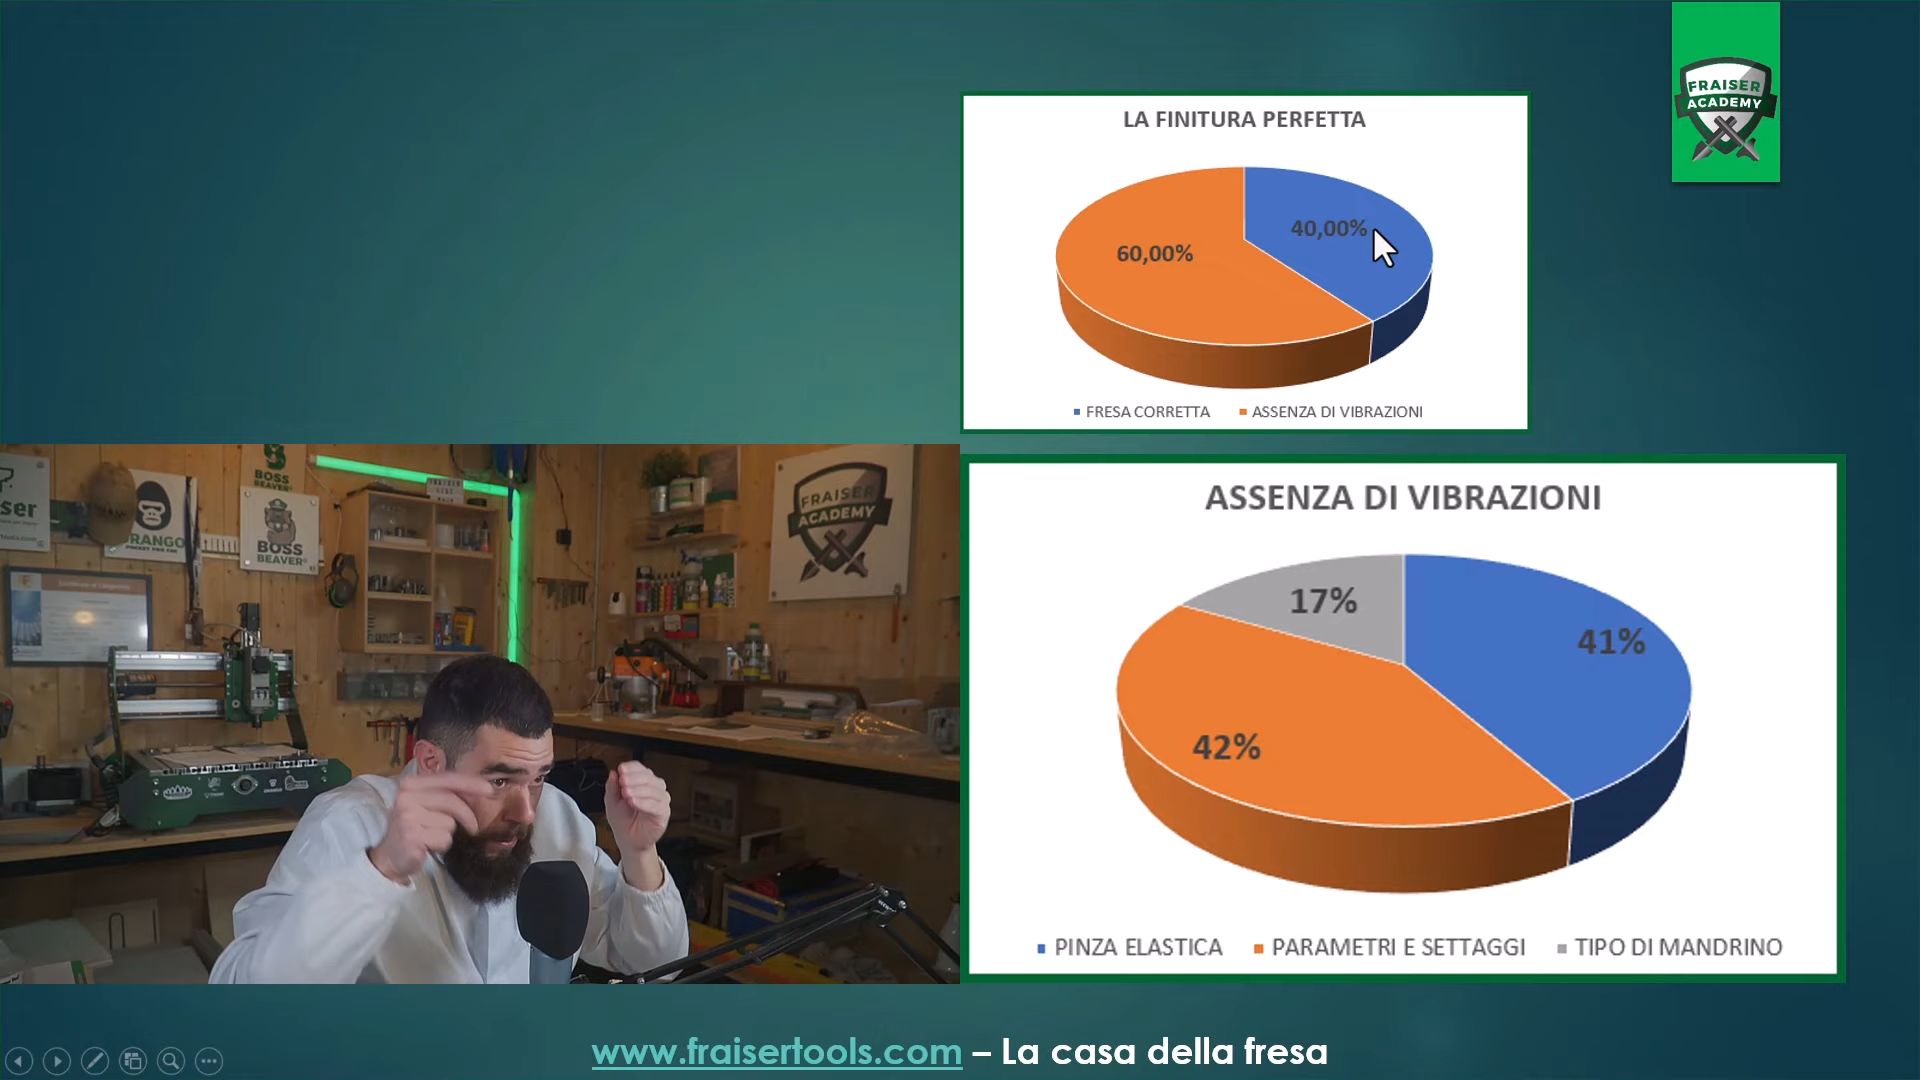 LA FINITURA PERFETTA
40,00%
60,00%
FRESA CORRETTA
ASSENZA DI VIBRAZIONI
FRAISER
ACADEMY
ASSENZA DI VIBRAZIONI
17%
41%
42%
PINZA ELASTICA
PARAMETRI E SETTAGGI
TIPO DI MANDRINO
BOSS
BEAVER
BOSS
BEAVER
FRAISER
ACADEMY
www.fraisertools.com – La casa della fresa